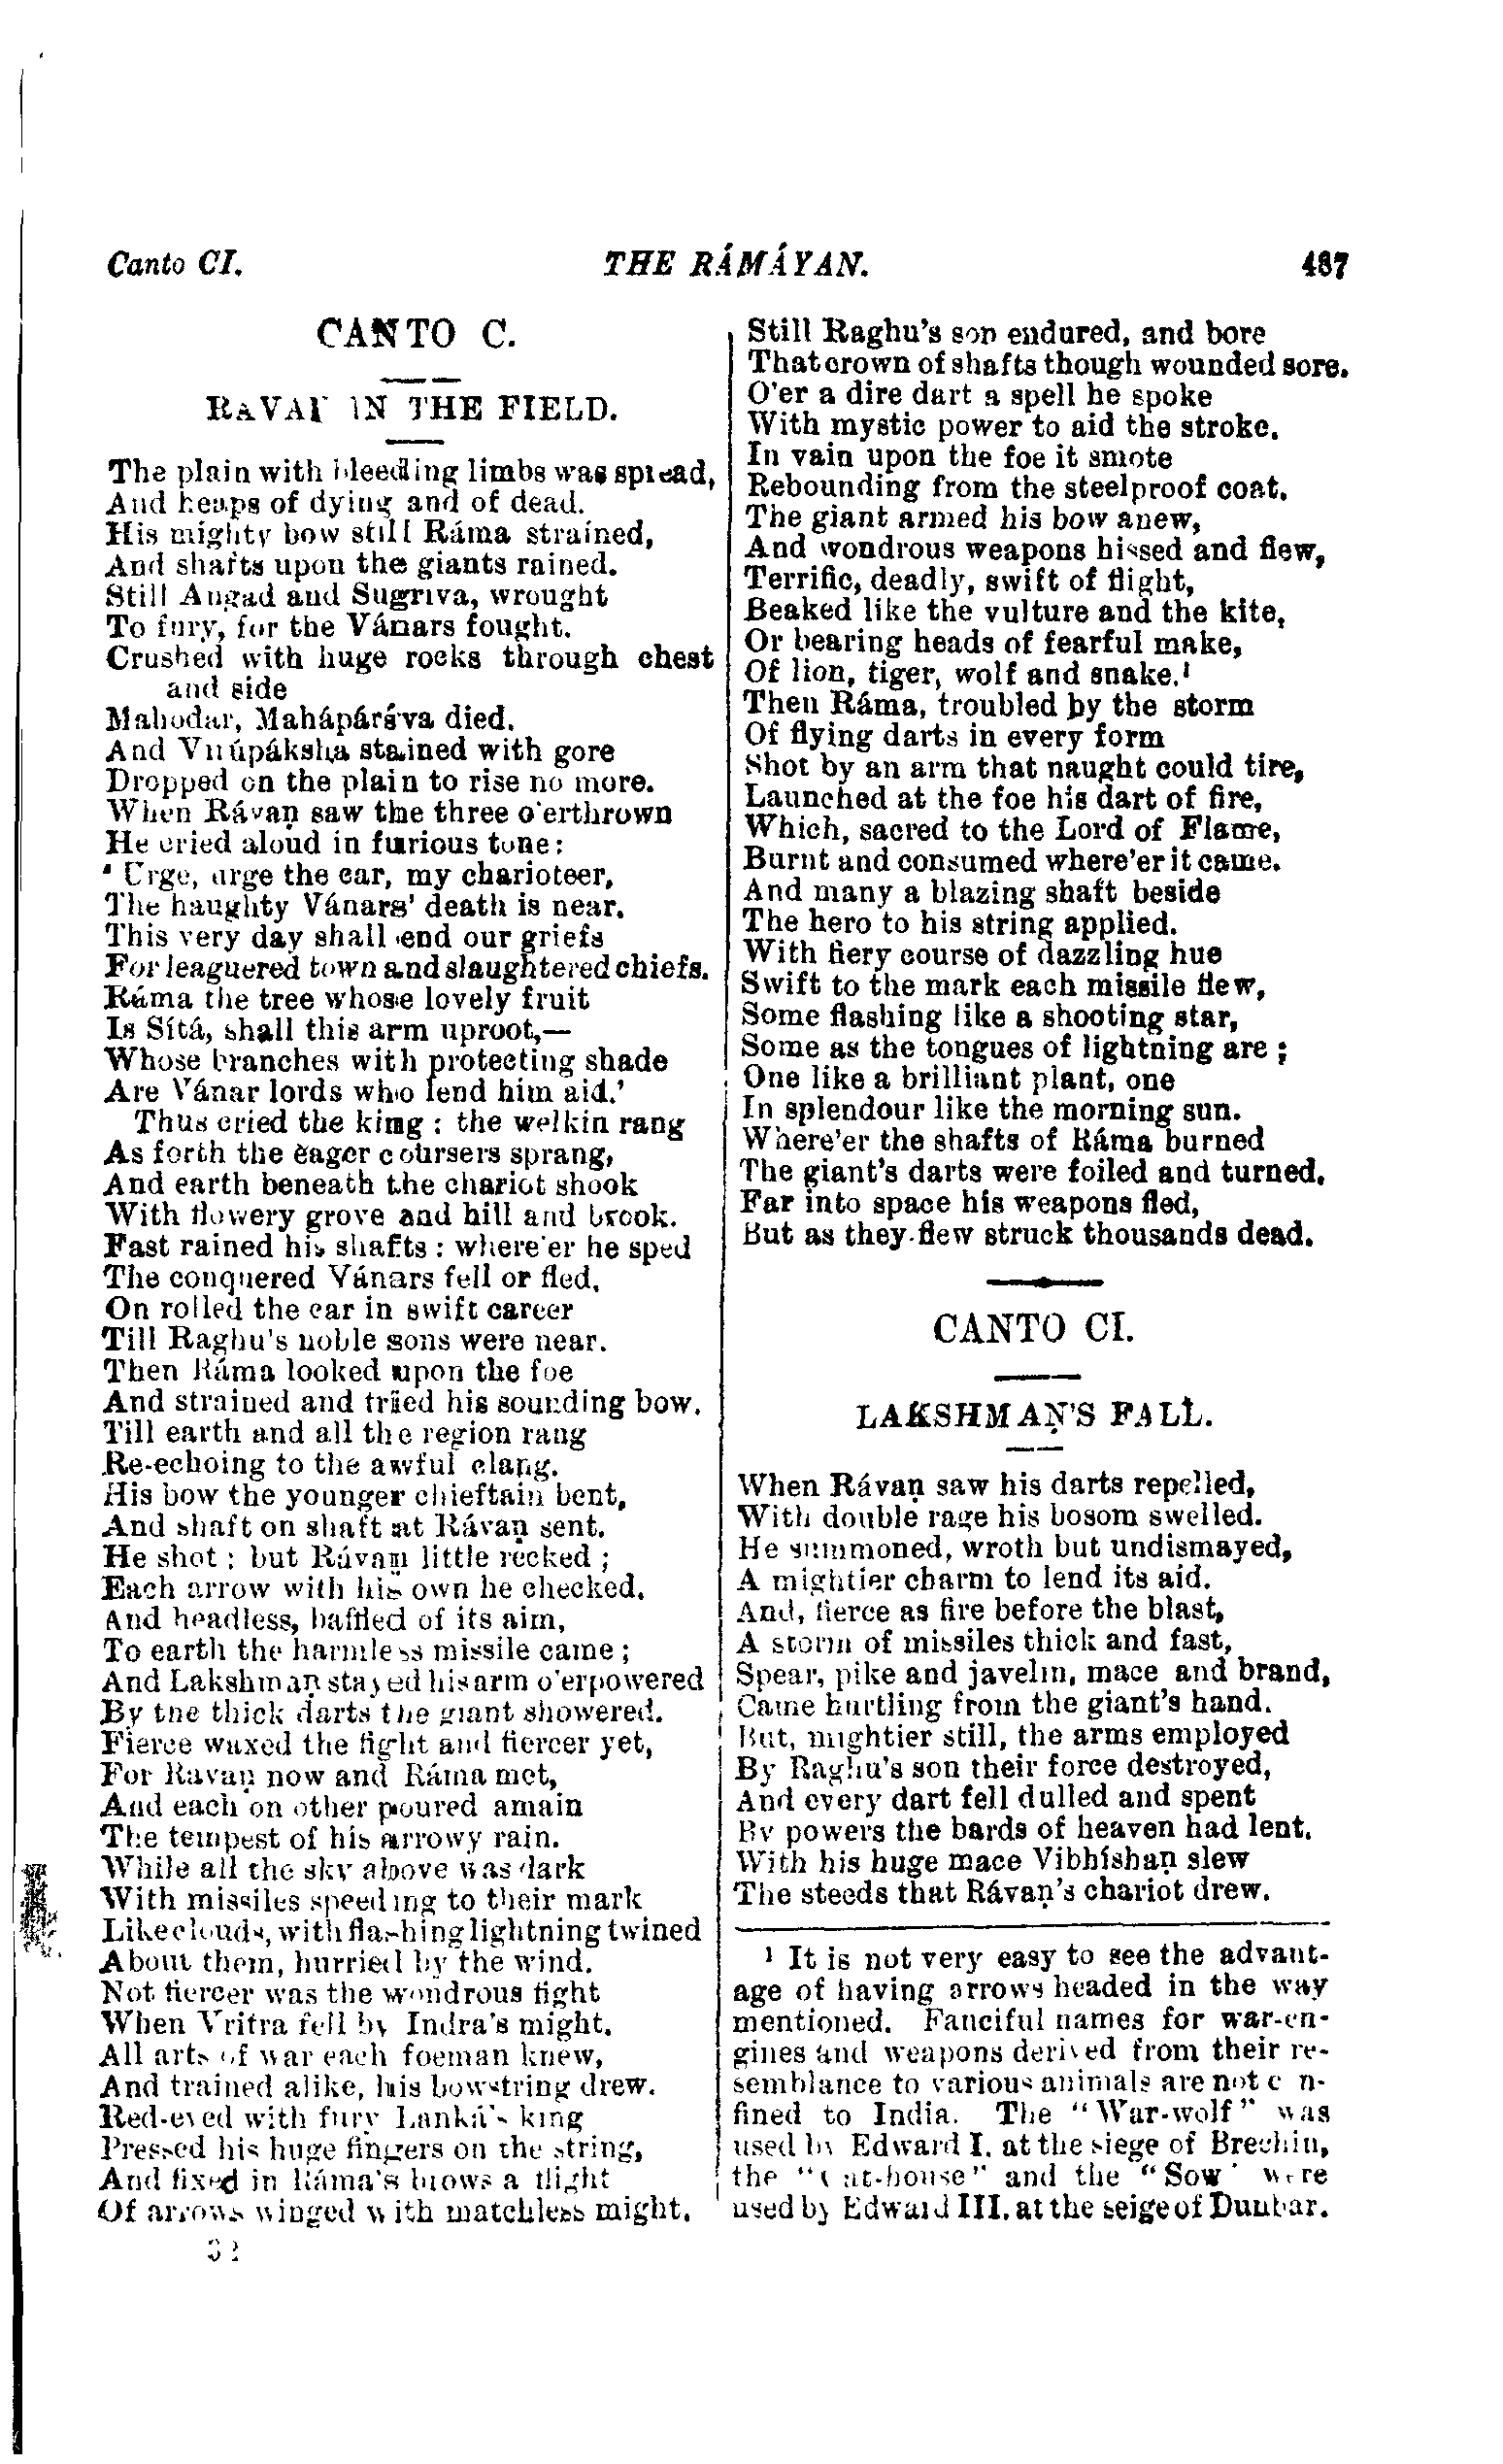 Canto CI.
THE RÁMÁYAN.
487
CANTO C.
RAVAN IN THE FIELD.
The plain with bleeding limbs was spread,
And heaps of dying and of dead.
His mighty bow still Ráma strained,
And shafts upon the giants rained.
Still Angad and Sugriva, wrought
To fury, for the Vánars fought.
Crushed with huge rocks through chest
and side
Mahodar, Mahápárśva died,
And Virúpáksha stained with gore
Dropped on the plain to rise no more.
When Rávaṇ saw the three o'erthrown
He cried aloud in furious tone:
' Urge, urge the car, my charioteer,
The haughty Vánars' death is near.
This very day shall end our griefs
For leaguered town and slaughtered chiefs.
Ráma the tree whose lovely fruit
Is Sítá, shall this arm uproot,—
Whose branches with protecting shade
Are Vánar lords who lend him aid.'
Thus cried the king : the welkin rang
As forth the eager coursers sprang,
And earth beneath the chariot shook
With flowery grove and hill and brook.
Fast rained his shafts : where'er he sped
The conquered Vánars fell or fled,
On rolled the car in swift career
Till Raghu's noble sons were near.
Then Ráma looked upon the foe
And strained and tried his sounding bow,
Till earth and all the region rang
Re-echoing to the awful clang.
His bow the younger chieftain bent,
And shaft on shaft at Rávaṇ sent.
He shot : but Rávaṇ little recked ;
Each arrow with his own he checked.
And headless, baffled of its aim,
To earth the harmless missile came ;
And Lakshmaṇ stayed his arm o'erpowered
By the thick darts the giant showered.
Fierce waxed the fight and fiercer yet,
For Ravaṇ now and Ráma met,
And each on other poured amain
The tempest of his arrowy rain.
While all the sky above was dark
With missiles speeding to their mark
Like clouds, with flashing lightning twined
About them, hurried by the wind.
Not fiercer was the wondrous fight
When Vritra fell by Indra's might.
All arts of war each foeman knew,
And trained alike, his bowstring drew.
Red-eyed with fury Lanká's king
Pressed his huge fingers on the string,
And fixed in Ráma's brows a flight
Of arrows winged with matchless might.
Still Raghu's son endured, and bore
That crown of shafts though wounded sore.
O'er a dire dart a spell he spoke
With mystic power to aid the stroke.
In vain upon the foe it smote
Rebounding from the steelproof coat.
The giant armed his bow anew,
And wondrous weapons hissed and flew,
Terrific, deadly, swift of flight,
Beaked like the vulture and the kite,
Or bearing heads of fearful make,
Of lion, tiger, wolf and snake.¹
Then Ráma, troubled by the storm
Of flying darts in every form
Shot by an arm that naught could tire,
Launched at the foe his dart of fire,
Which, sacred to the Lord of Flame,
Burnt and consumed where'er it came.
And many a blazing shaft beside
The hero to his string applied.
With fiery course of dazzling hue
Swift to the mark each missile flew,
Some flashing like a shooting star,
Some as the tongues of lightning are ;
One like a brilliant plant, one
In splendour like the morning sun.
Where'er the shafts of Ráma burned
The giant's darts were foiled and turned.
Far into space his weapons fled,
But as they flew struck thousands dead.
CANTO CI.
LAKSHMAṆ'S FALL.
When Rávaṇ saw his darts repelled,
With double rage his bosom swelled.
He summoned, wroth but undismayed,
A mightier charm to lend its aid.
And, fierce as fire before the blast,
A storm of missiles thick and fast,
Spear, pike and javelin, mace and brand,
Came hurtling from the giant's hand.
But, mightier still, the arms employed
By Raghu's son their force destroyed,
And every dart fell dulled and spent
By powers the bards of heaven had lent.
With his huge mace Vibhíshaṇ slew
The steeds that Rávaṇ's chariot drew.
¹ It is not very easy to see the advant-
age of having arrows headed in the way
mentioned. Fanciful names for war-en-
gines and weapons derived from their re-
semblance to various animals are not con-
fined to India. The "War-wolf" was
used by Edward I. at the siege of Brechin,
the "Cat-house" and the "Sow" were
used by Edward III. at the seige of Dunbar.